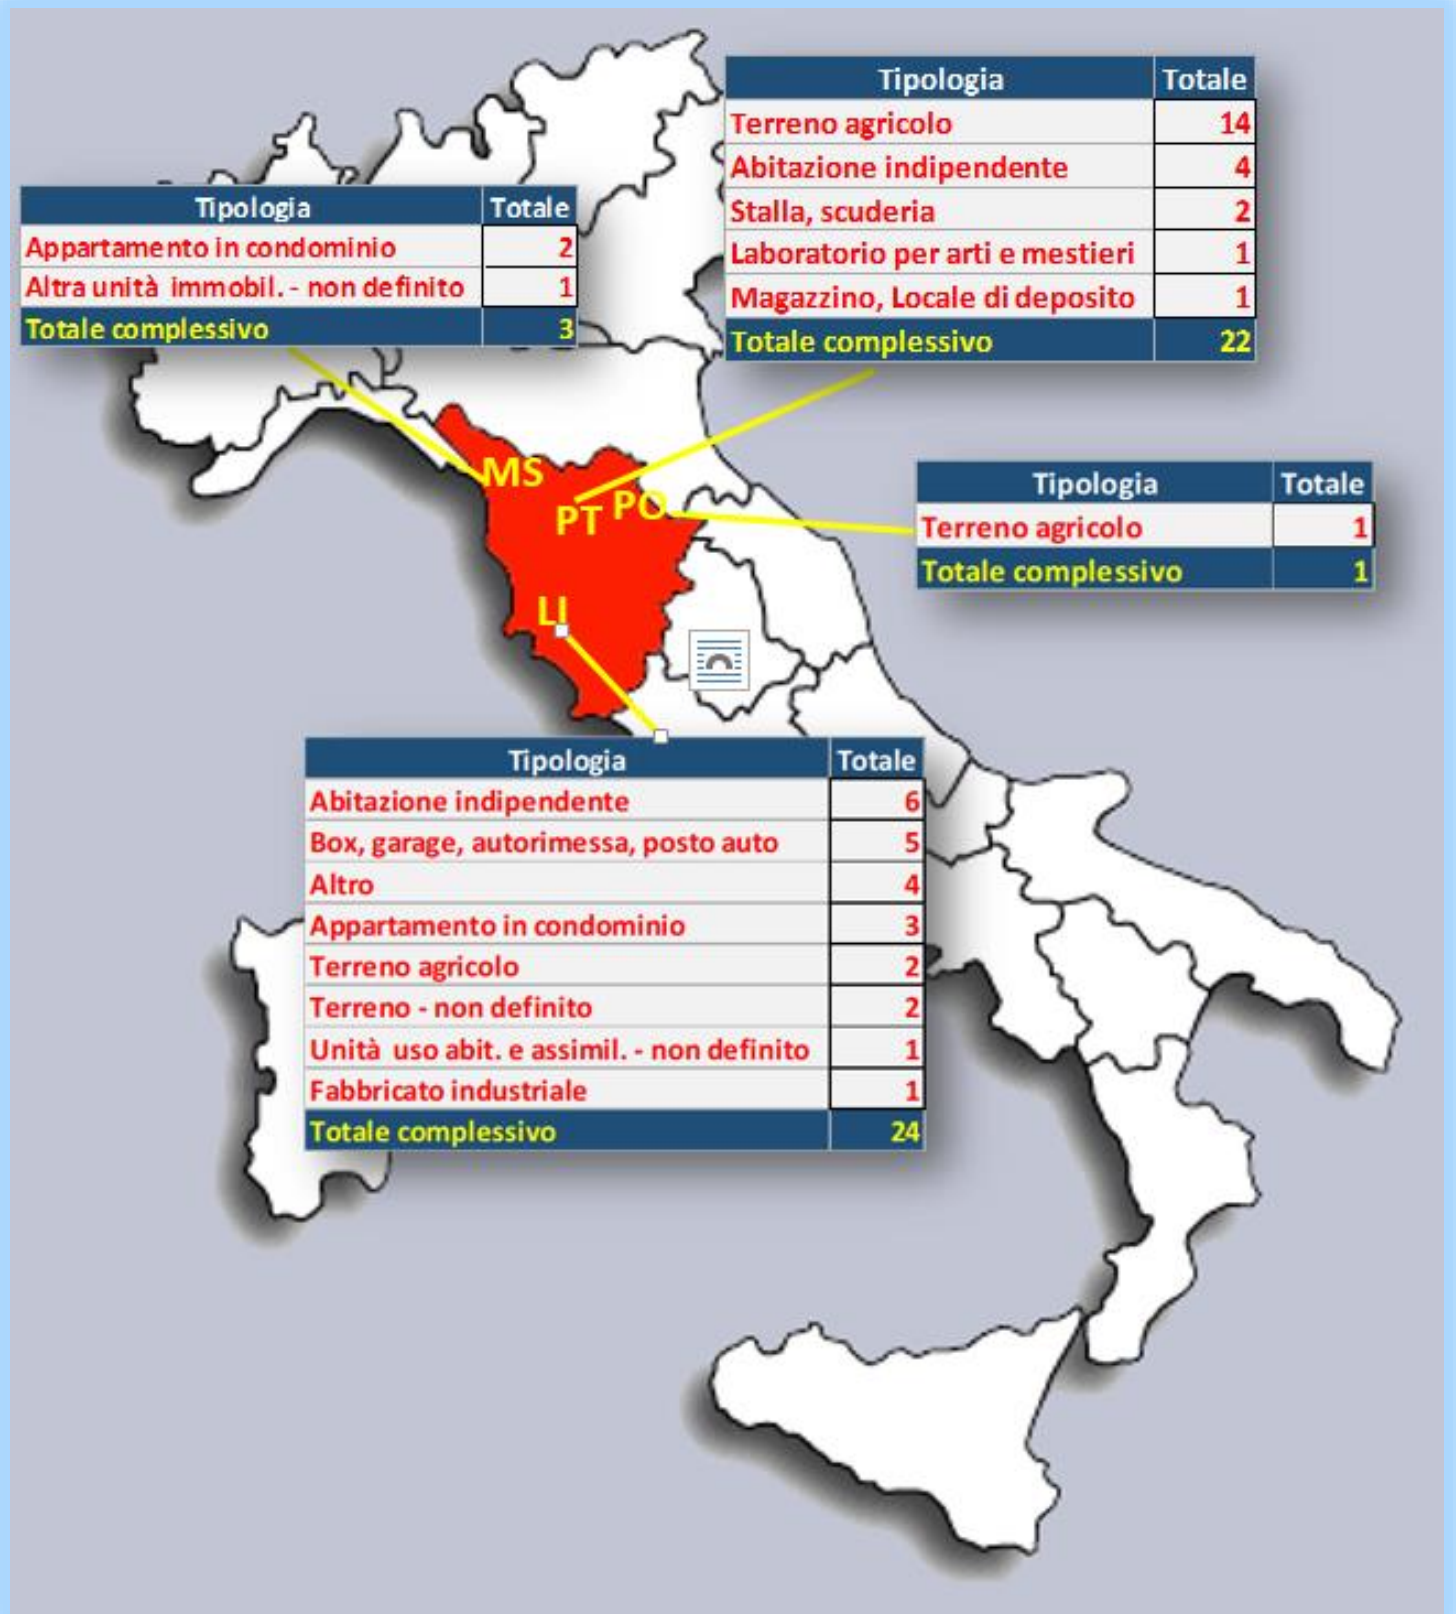 Tipologia Totale
Terreno agricolo 14
Abitazione indipendente 4
Stalla, scuderia 2
Laboratorio per arti e mestieri 1
Magazzino, Locale di deposito 1
Totale complessivo 22
Tipologia Totale
Appartamento in condominio 2
Altra unità immobil. - non definito 1
Totale complessivo 3
MS
PT
PO
Tipologia Totale
Terreno agricolo 1
Totale complessivo 1
LI
Tipologia Totale
Abitazione indipendente 6
Box, garage, autorimessa, posto auto 5
Altro 4
Appartamento in condominio 3
Terreno agricolo 2
Terreno - non definito 2
Unità uso abit. e assimil. - non definito 1
Fabbricato industriale 1
Totale complessivo 24